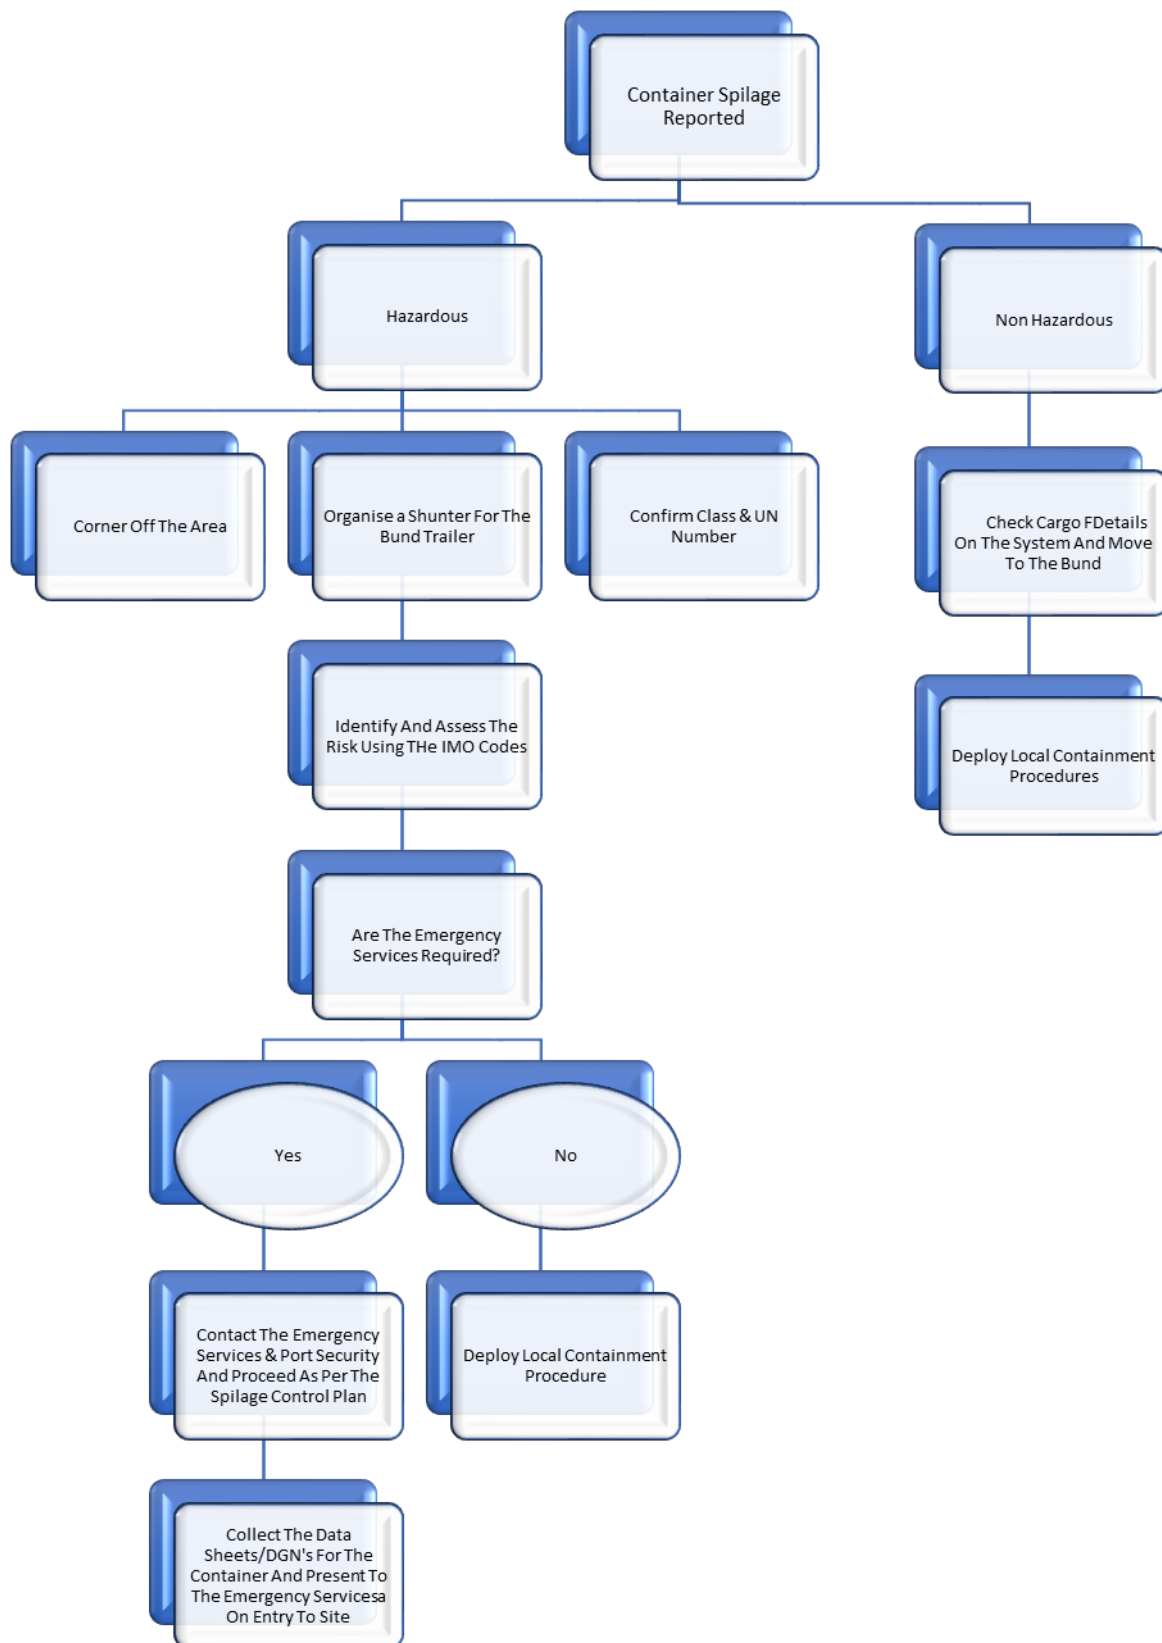 Container Spilage
Reported
Hazardous
Non Hazardous
Corner Off The Area
Organise a Shunter For The
Bund Trailer
Confirm Class & UN
Number
Check Cargo FDetails
On The System And Move
To The Bund
Identify And Assess The
Risk Using THe IMO Codes
Deploy Local Containment
Procedures
Are The Emergency
Services Required?
Yes
No
Contact The Emergency
Services & Port Security
And Proceed As Per The
Spilage Control Plan
Deploy Local Containment
Procedure
Collect The Data
Sheets/DGN's For The
Container And Present To
The Emergency Servicesa
On Entry To Site